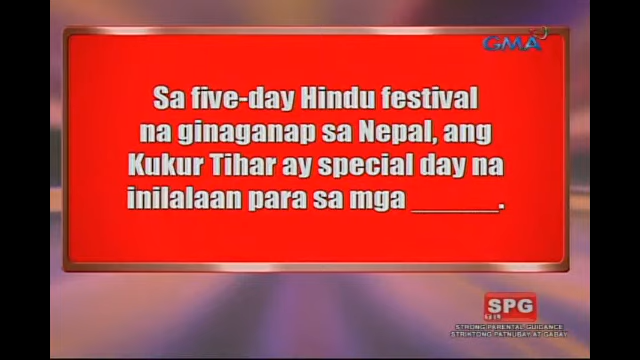 GMA
Sa five-day Hindu festival
na ginaganap sa Nepal, ang
Kukur Tihar ay special day na
inilalaan para sa mga ______.
SPG
STRONG PARENTAL GUIDANCE
STRIKTONG PATNUBAY AT GABAY